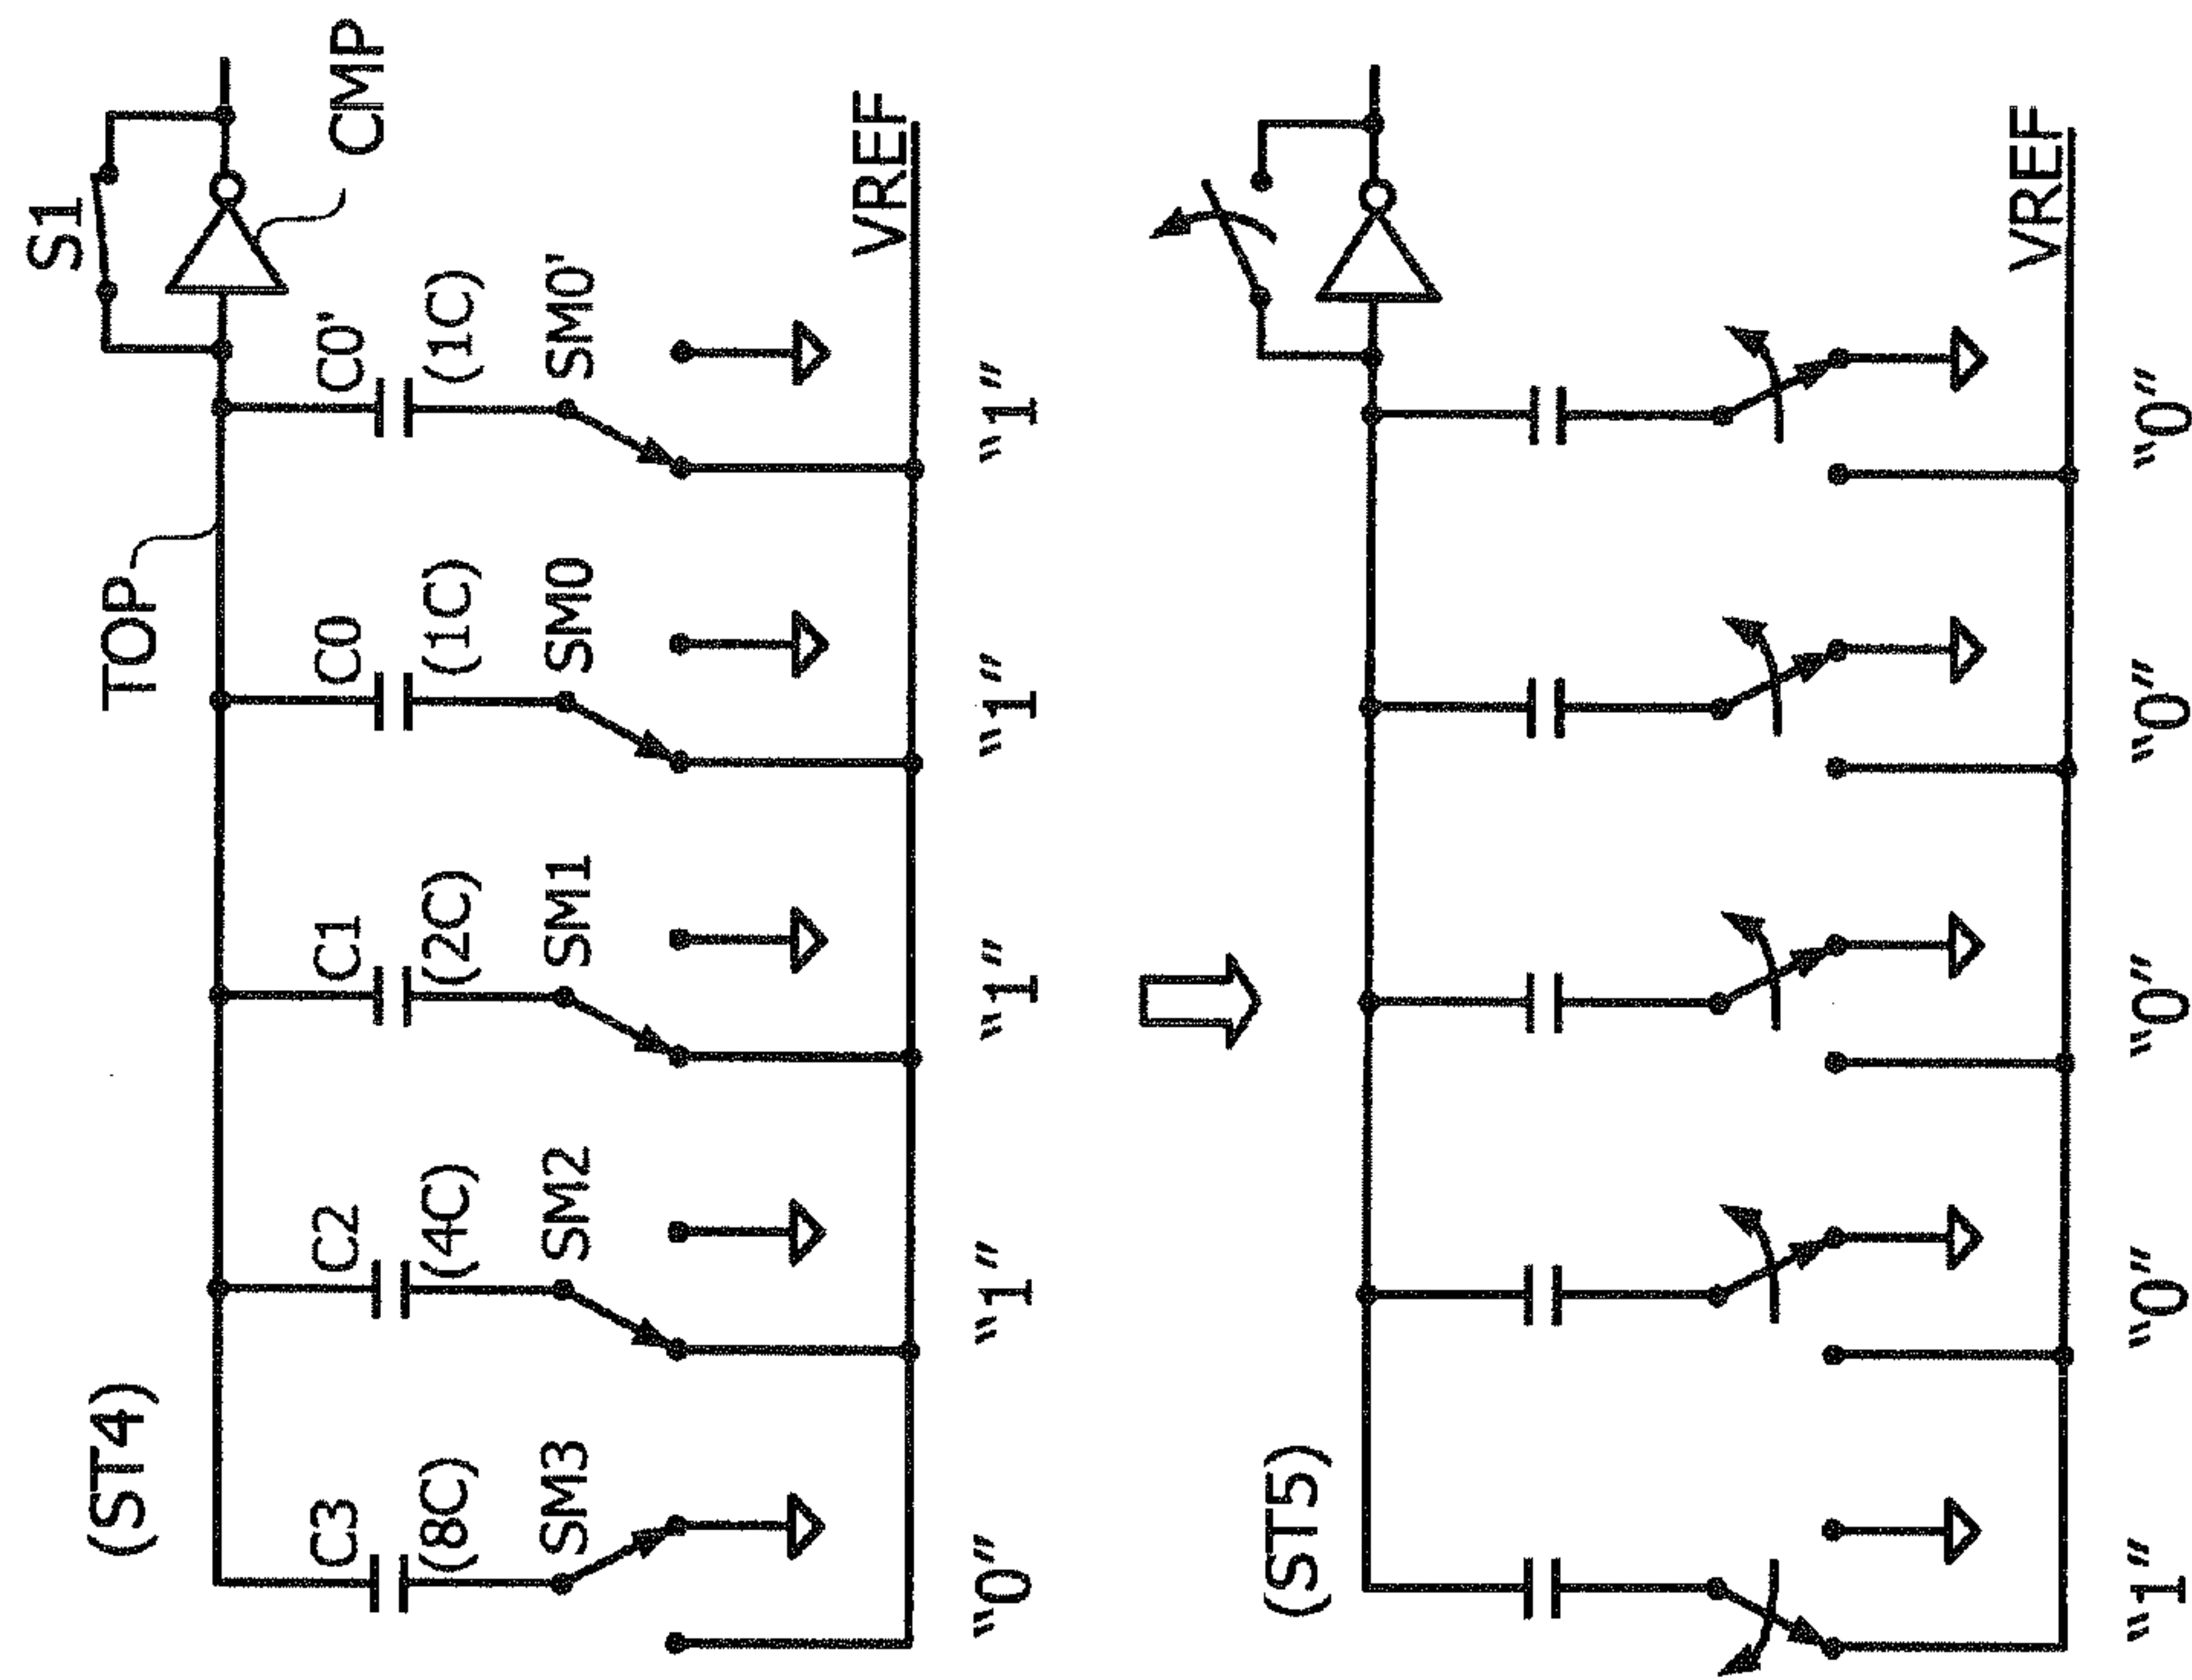 (ST4)
TOP
S1
CMP
C3
C2
C1
C0
C0'
(8C)
(4C)
(2C)
(1C)
(1C)
SM3
SM2
SM1
SM0
SM0'
VREF
"0"
"1"
"1"
"1"
"1"
(ST5)
VREF
"1"
"0"
"0"
"0"
"0"